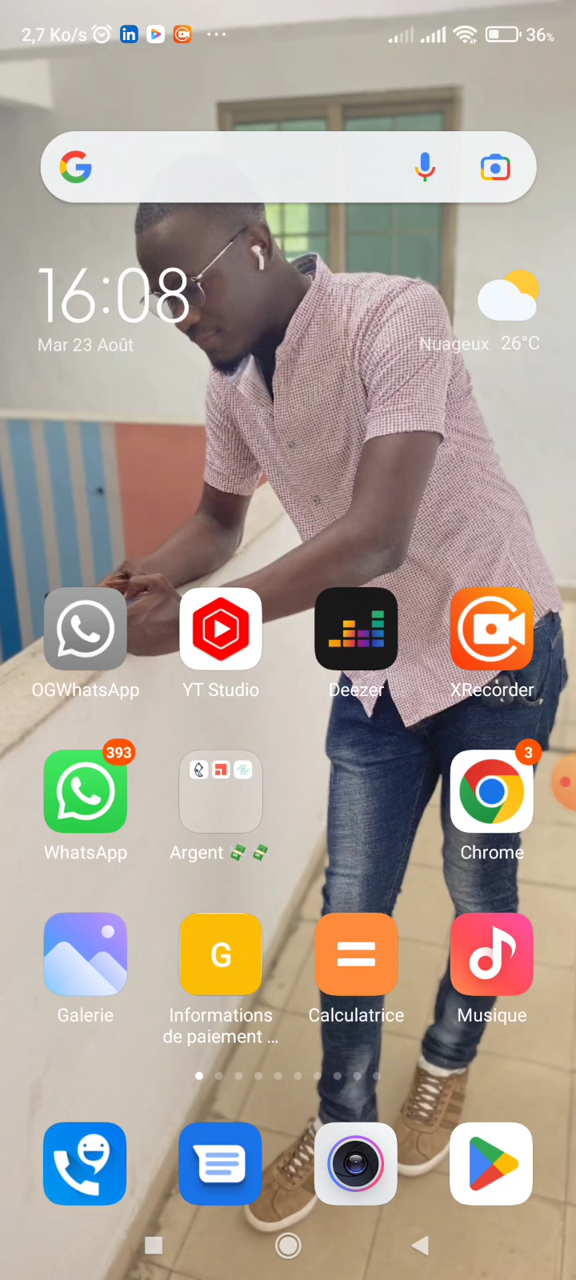 2,7 Ko/s
36%
16:08
Mar 23 Août
Nuageux 26°C
OGWhatsApp
YT Studio
Deezer
XRecorder
393
3
WhatsApp
Argent 💸 💸
Chrome
G
Galerie
Informations
de paiement ...
Calculatrice
Musique